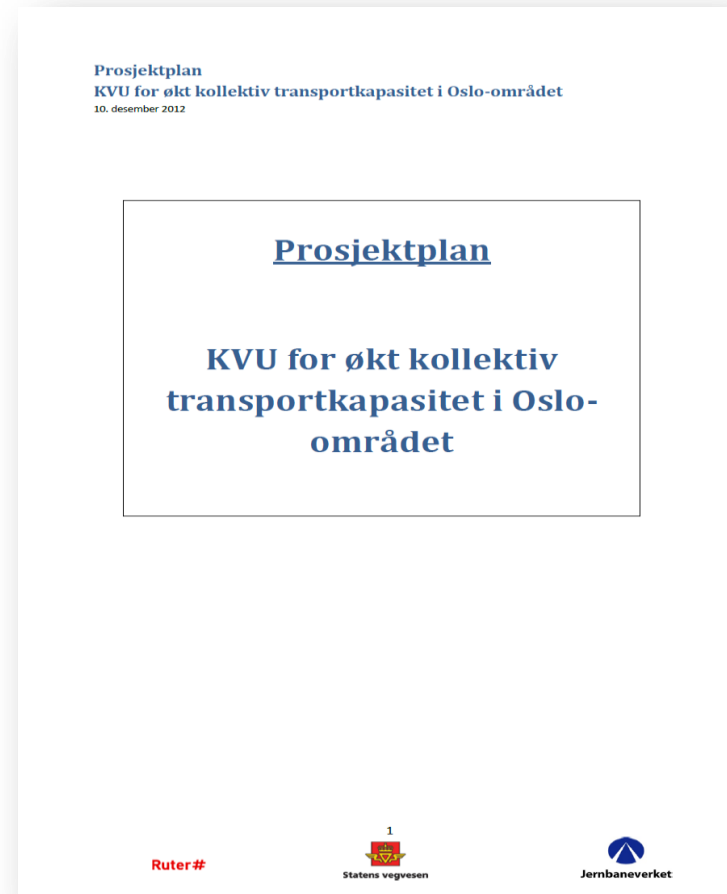 Prosjektplan
KVU for økt kollektiv transportkapasitet i Oslo-området
10. desember 2012
Prosjektplan
KVU for økt kollektiv
transportkapasitet i Oslo-
området
1
Ruter#
Statens vegvesen
Jernbaneverket